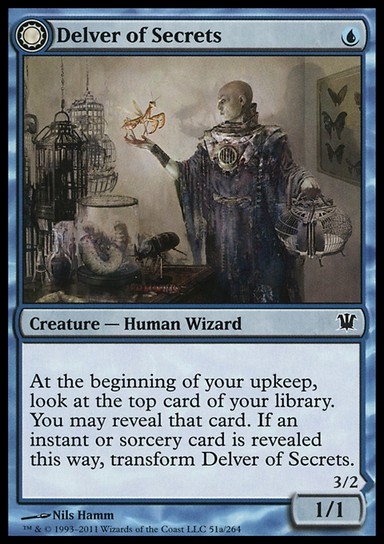 Delver of Secrets
Creature — Human Wizard
At the beginning of your upkeep,
look at the top card of your library.
You may reveal that card. If an
instant or sorcery card is revealed
this way, transform Delver of Secrets.
3/2
Nils Hamm
1/1
™ & © 1993–2011 Wizards of the Coast LLC 51a/264